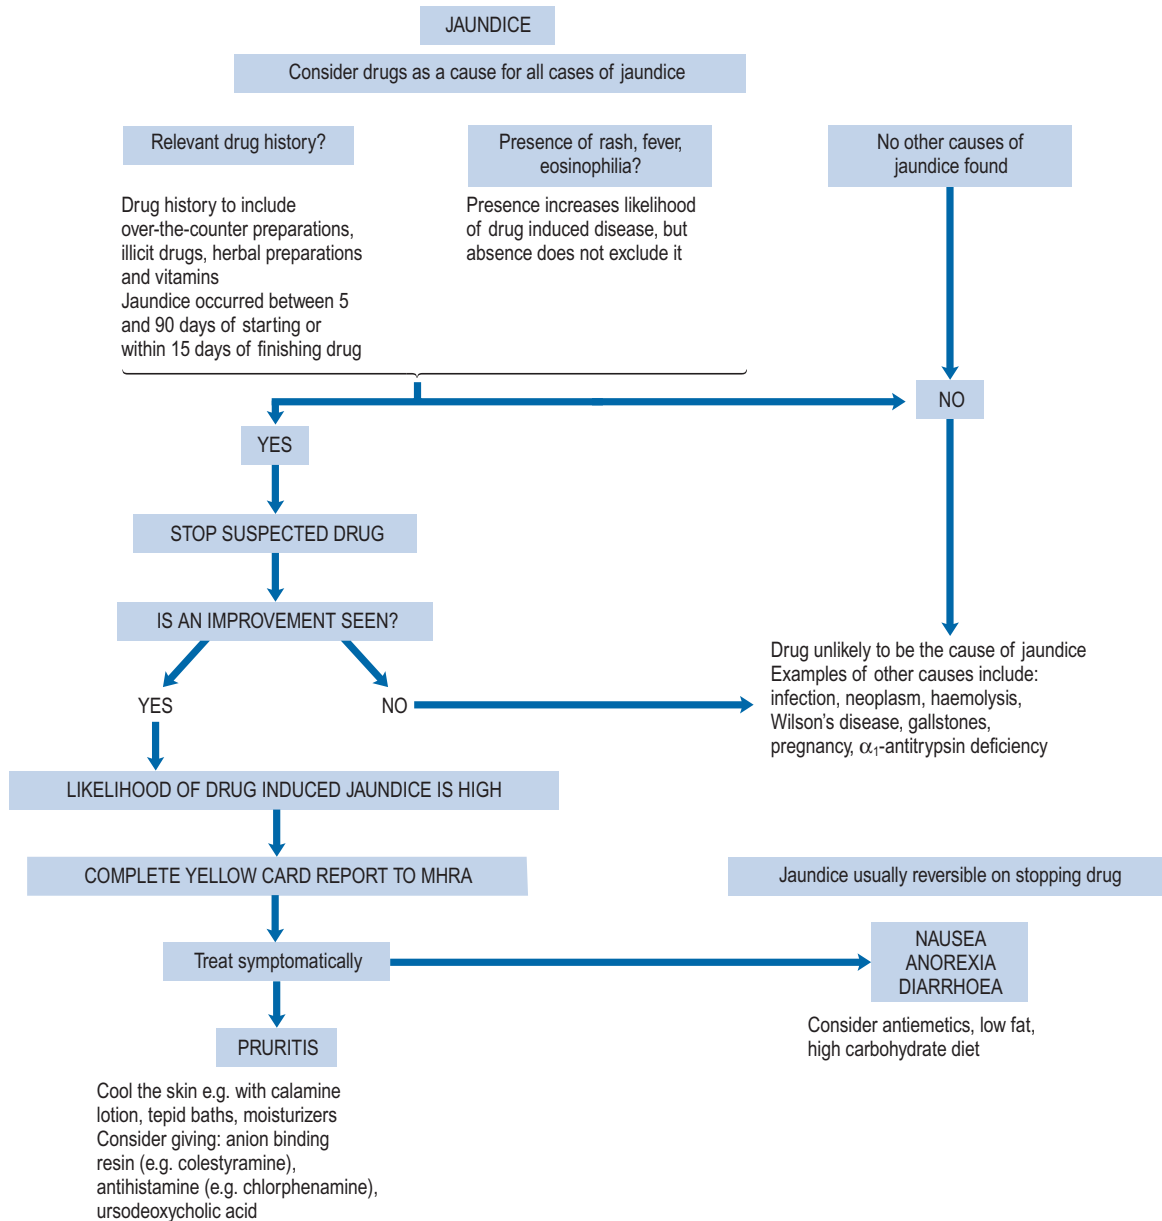 JAUNDICE
Consider drugs as a cause for all cases of jaundice
Relevant drug history?
Drug history to include
over-the-counter preparations,
illicit drugs, herbal preparations
and vitamins
Jaundice occurred between 5
and 90 days of starting or
within 15 days of finishing drug
Presence of rash, fever,
eosinophilia?
Presence increases likelihood
of drug induced disease, but
absence does not exclude it
No other causes of
jaundice found
NO
YES
STOP SUSPECTED DRUG
IS AN IMPROVEMENT SEEN?
YES
NO
Drug unlikely to be the cause of jaundice
Examples of other causes include:
infection, neoplasm, haemolysis,
Wilson's disease, gallstones,
pregnancy, α₁-antitrypsin deficiency
LIKELIHOOD OF DRUG INDUCED JAUNDICE IS HIGH
COMPLETE YELLOW CARD REPORT TO MHRA
Jaundice usually reversible on stopping drug
Treat symptomatically
NAUSEA
ANOREXIA
DIARRHOEA
Consider antiemetics, low fat,
high carbohydrate diet
PRURITIS
Cool the skin e.g. with calamine
lotion, tepid baths, moisturizers
Consider giving: anion binding
resin (e.g. colestyramine),
antihistamine (e.g. chlorphenamine),
ursodeoxycholic acid